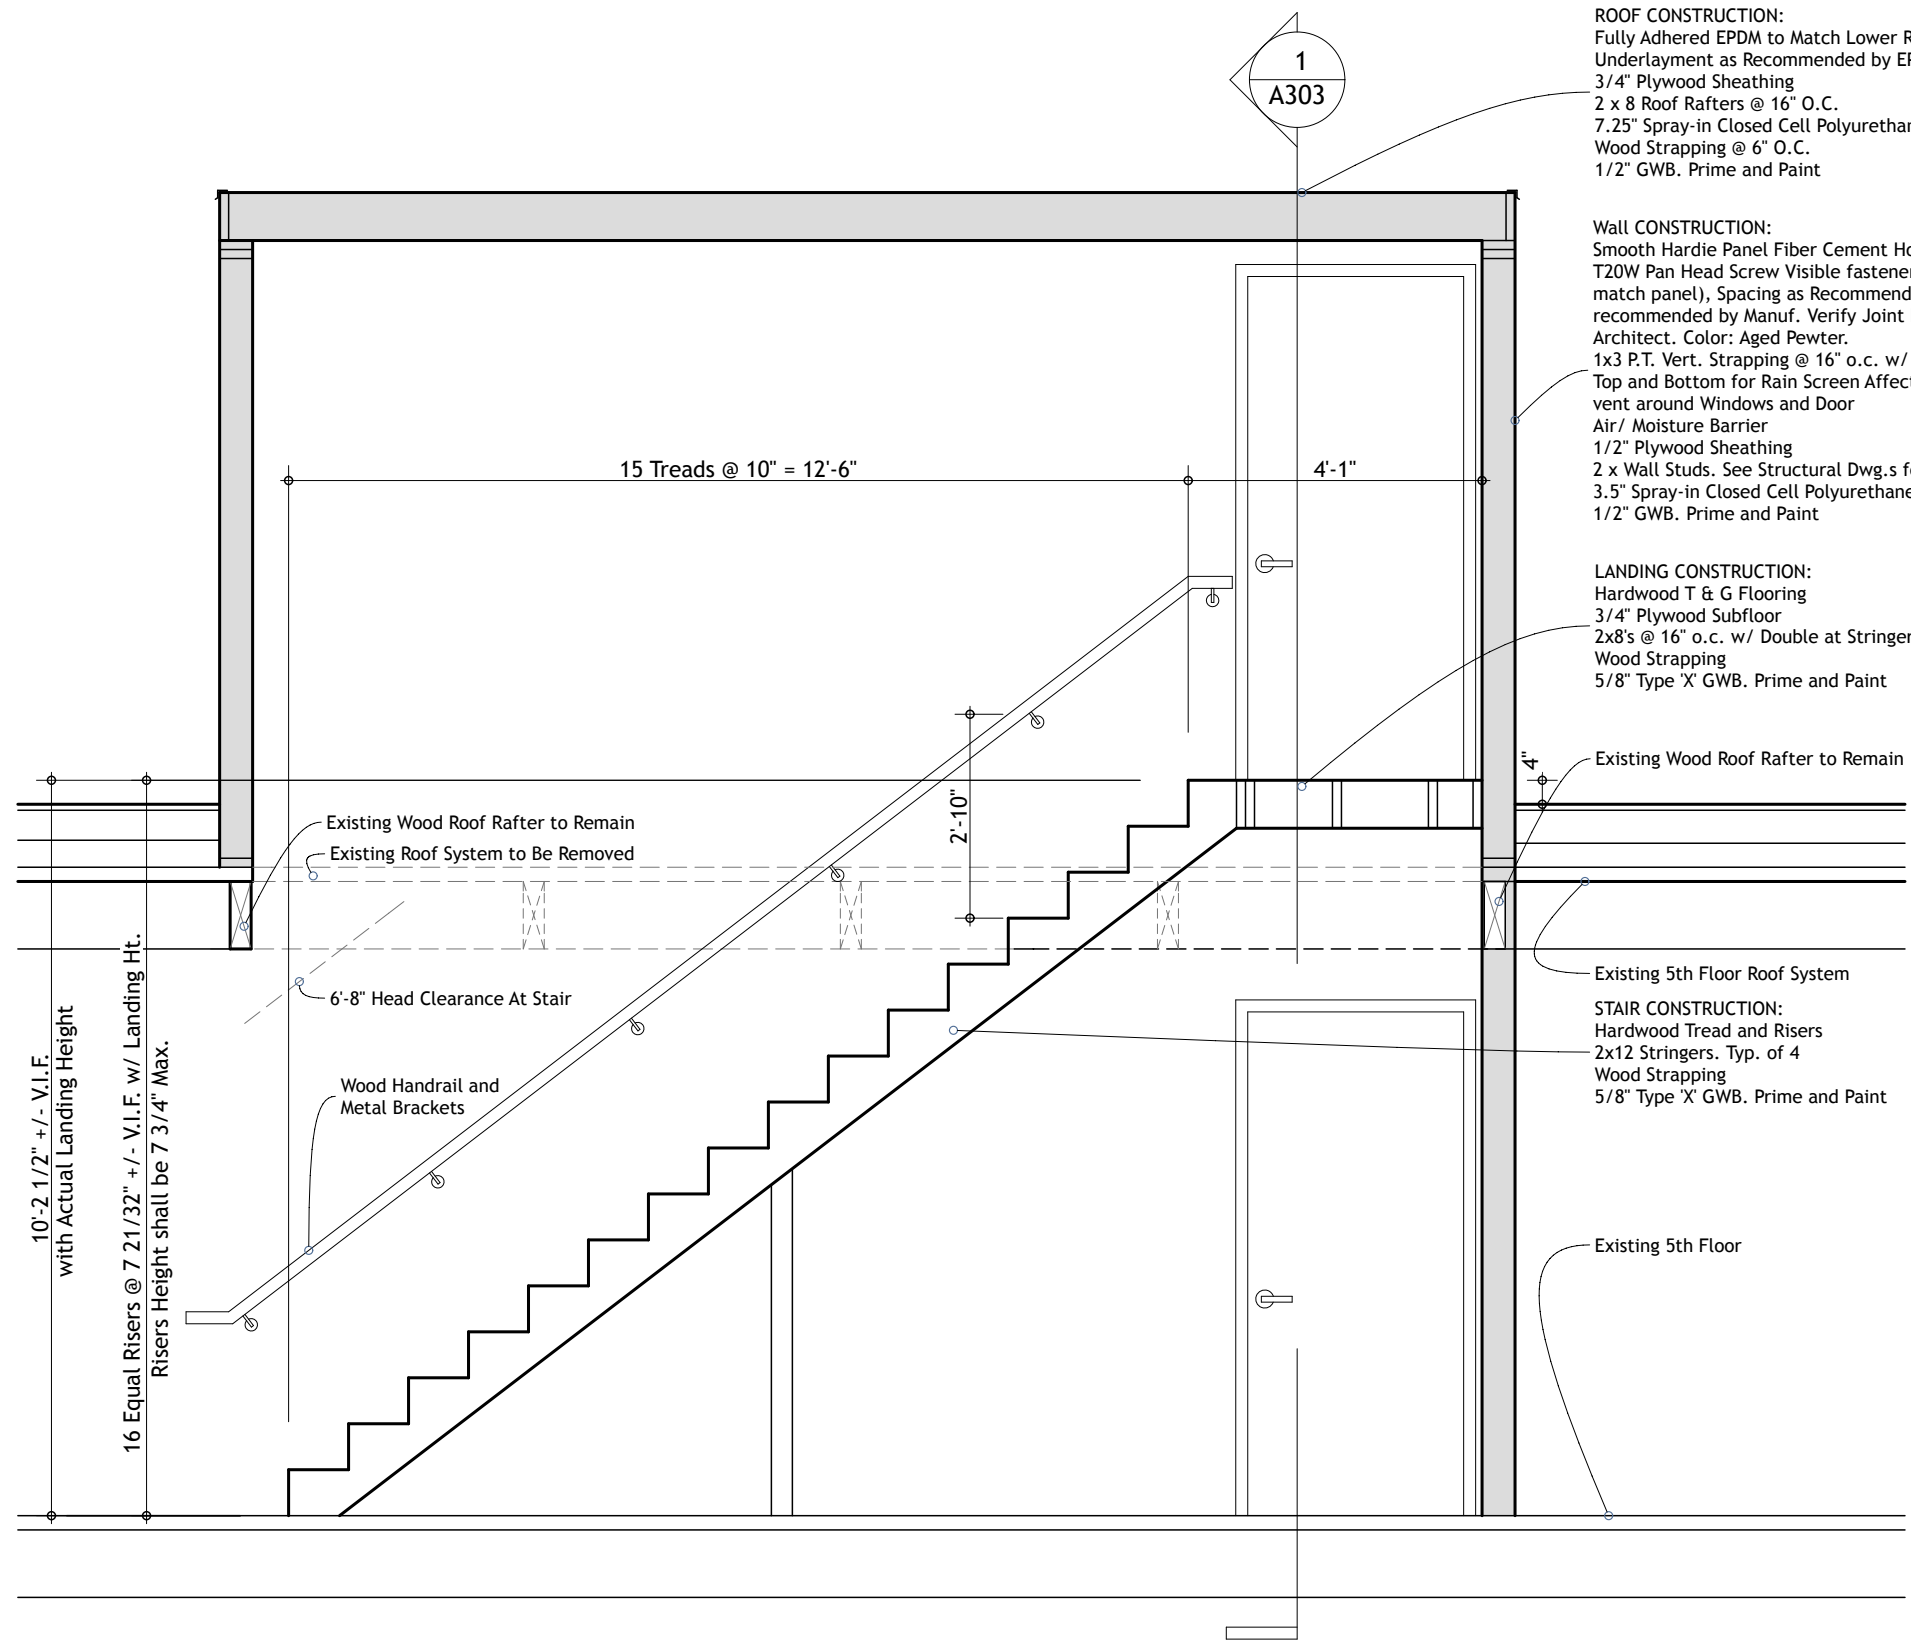 ROOF CONSTRUCTION:
Fully Adhered EPDM to Match Lower R
Underlayment as Recommended by
3/4" Plywood Sheathing
2 x 8 Roof Rafters @ 16" O.C.
7.25" Spray-in Closed Cell
Wood Strapping @ 6" O.C.
1/2" GWB. Prime and Paint
1
A303
Wall CONSTRUCTION:
Smooth Hardie Panel Fiber Cement
T20W Pan Head Screw Visible
match panel), Spacing as
recommended by Manuf. Verify Joint
Architect. Color: Aged Pewter.
1x3 P.T. Vert. Strapping @ 16" o.c. w/
Top and Bottom for Rain Screen
vent around Windows and Door
Air/ Moisture Barrier
1/2" Plywood Sheathing
2 x Wall Studs. See Structural Dwg.s
3.5" Spray-in Closed Cell Polyurethane
1/2" GWB. Prime and Paint
15 Treads @ 10" = 12'-6"
4'-1"
LANDING CONSTRUCTION:
Hardwood T & G Flooring
3/4" Plywood Subfloor
2x8's @ 16" o.c. w/ Double at Stringer
Wood Strapping
5/8" Type 'X' GWB. Prime and Paint
4"
Existing Wood Roof Rafter to Remain
2'-10"
Existing Wood Roof Rafter to Remain
Existing Roof System to Be Removed
6'-8" Head Clearance At Stair
Existing 5th Floor Roof System
STAIR CONSTRUCTION:
Hardwood Tread and Risers
2x12 Stringers. Typ. of 4
Wood Strapping
5/8" Type 'X' GWB. Prime and Paint
Wood Handrail and
Metal Brackets
10'-2 1/2" +/- V.I.F.
with Actual Landing Height
16 Equal Risers @ 7 21/32" +/- V.I.F. w/ Landing Ht.
Risers Height shall be 7 3/4" Max.
Existing 5th Floor